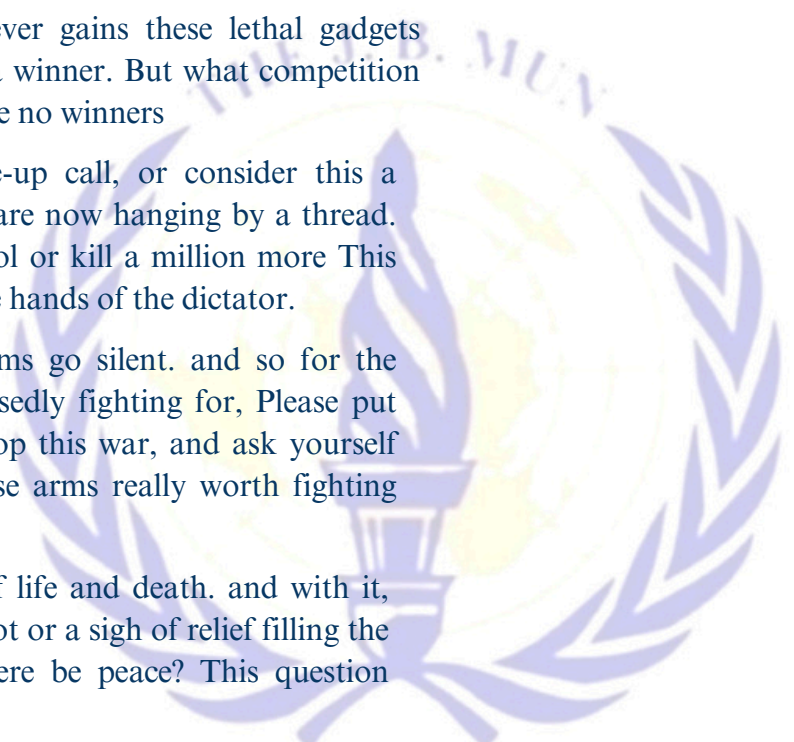 ever gains these lethal gadgets
a winner. But what competition
e no winners
e-up call, or consider this a
are now hanging by a thread.
ol or kill a million more This
e hands of the dictator.
ms go silent. and so for the
sedly fighting for, Please put
op this war, and ask yourself
se arms really worth fighting
f life and death. and with it,
ot or a sigh of relief filling the
ere be peace? This question
THE J. B. MUN